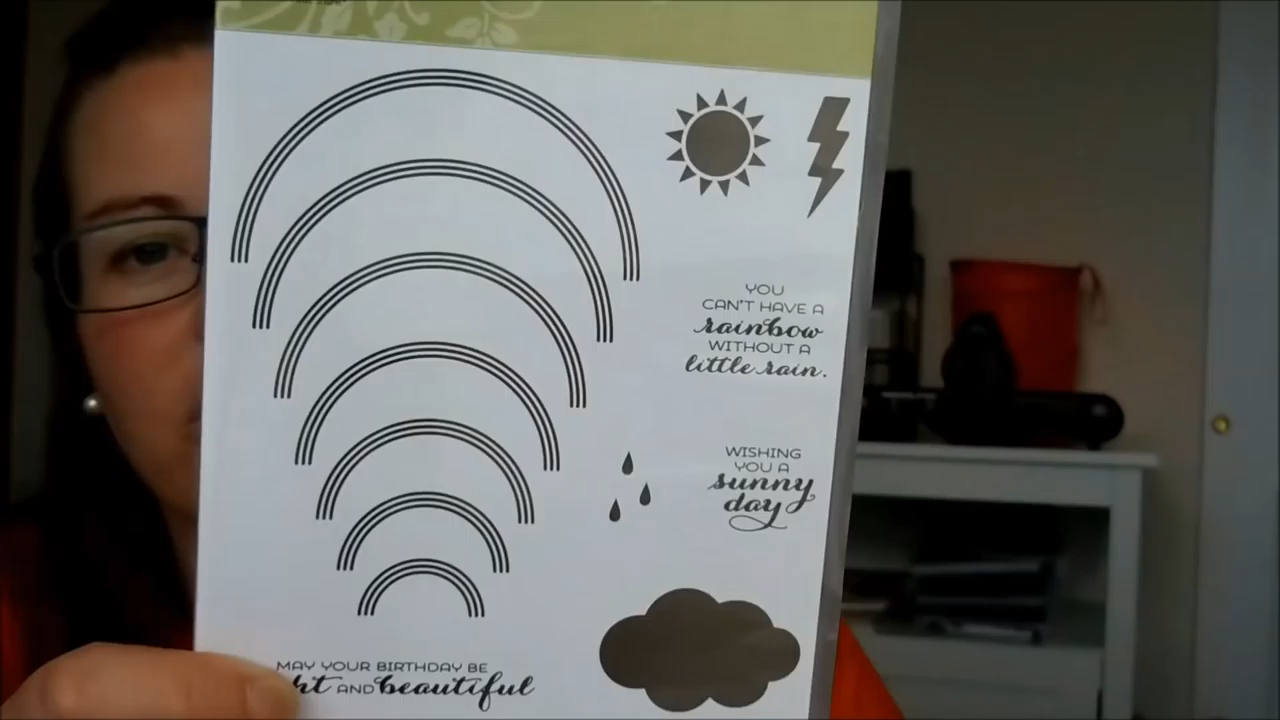 YOU
CAN'T HAVE A
rainbow
WITHOUT A
little rain.
WISHING
YOU A
sunny
day
MAY YOUR BIRTHDAY BE
AND beautiful